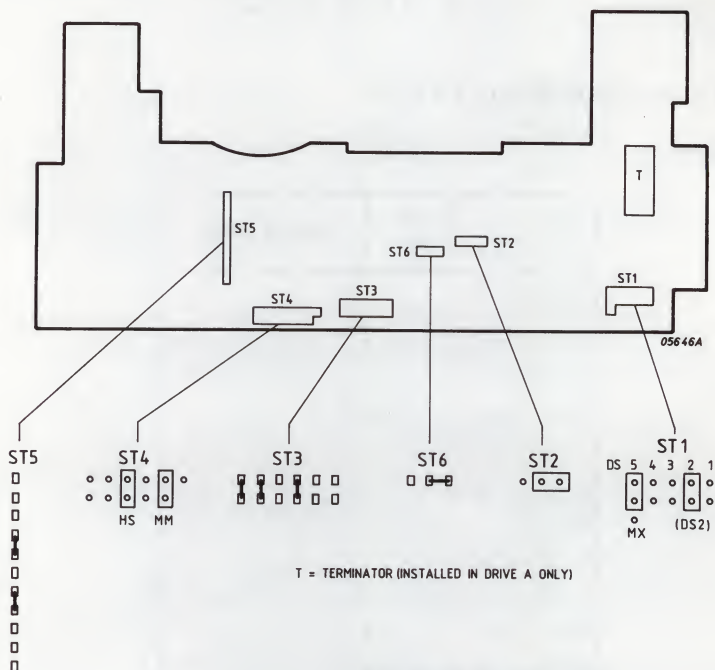 T
ST5
ST2
ST6
ST1
ST4
ST3
05646A
ST5
ST4
ST3
ST6
ST2
ST1
DS 5 4 3 2 1
HS MM
MX
(DS2)
T = TERMINATOR (INSTALLED IN DRIVE A ONLY)